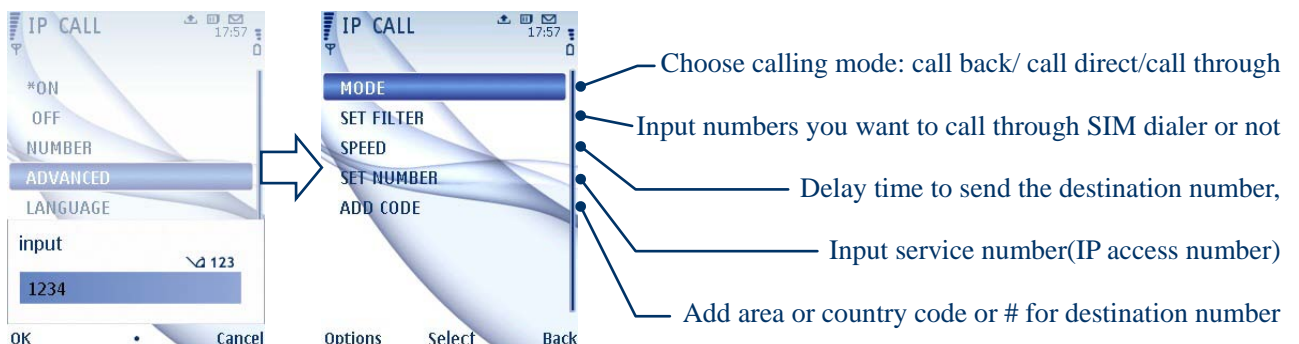 IP CALL
17:57
*ON
OFF
NUMBER
ADVANCED
LANGUAGE
input
123
1234
OK
Cancel
IP CALL
17:57
MODE
SET FILTER
SPEED
SET NUMBER
ADD CODE
Options Select Back
Choose calling mode: call back/ call direct/call through
Input numbers you want to call through SIM dialer or not
Delay time to send the destination number,
Input service number(IP access number)
Add area or country code or # for destination number